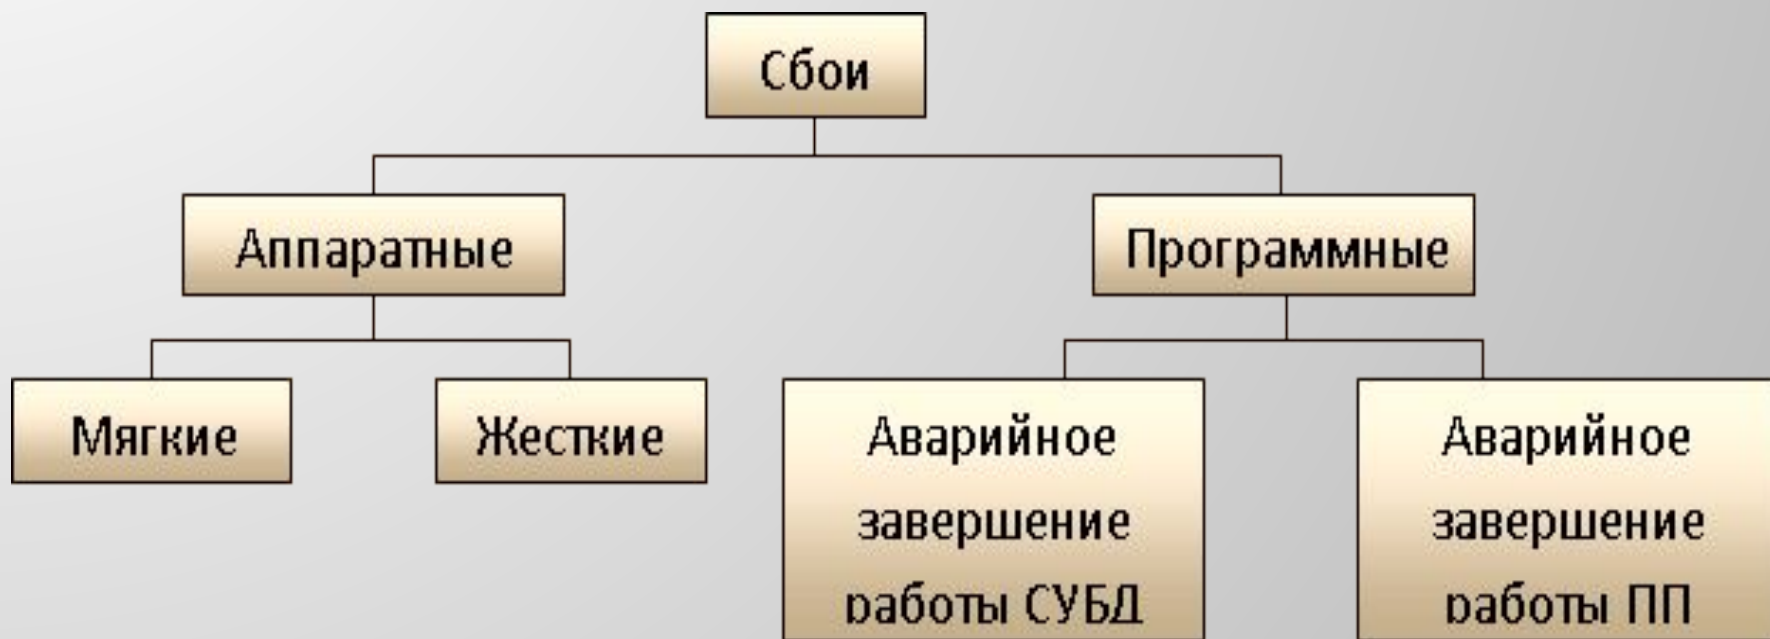 Сбои
Аппаратные
Программные
Мягкие
Жесткие
Аварийное
завершение
работы СУБД
Аварийное
завершение
работы ПП